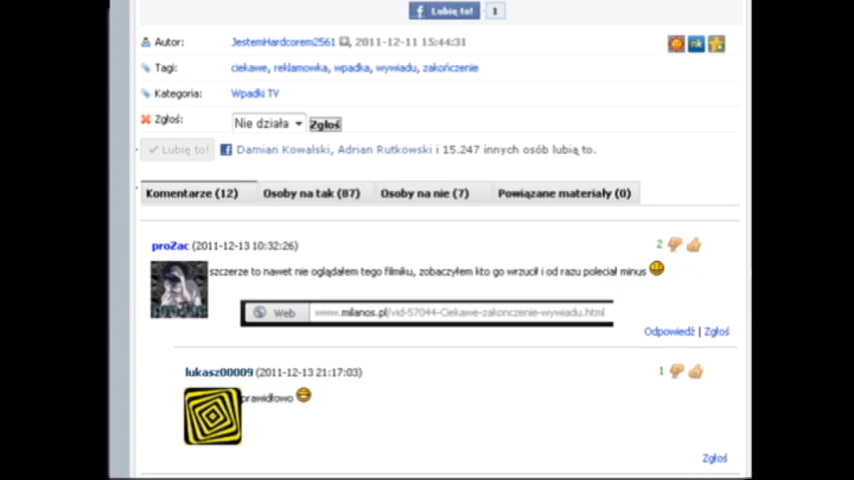 Lubię to! 1
Autor: JestemHardcorem2561 2011-12-11 15:44:31
Tagi: ciekawe, reklamowka, wpadka, wywiadu, zakończenie
Kategoria: Wpadki TV
Zgłoś: Nie działa Zgłoś
Lubię to! Damian Kowalski, Adrian Rutkowski i 15.247 innych osób lubią to.
Komentarze (12) Osoby na tak (87) Osoby na nie (7) Powiązane materiały (0)
proZac (2011-12-13 10:32:26) 2
szczerze to nawet nie oglądałem tego filmiku, zobaczyłem kto go wrzucił i od razu poleciał minus
Web www.milanos.pl/vid-57044-Ciekawe-zakonczenie-wywiadu.html
Odpowiedź | Zgłoś
lukasz00009 (2011-12-13 21:17:03) 1
prawidłowo
Zgłoś